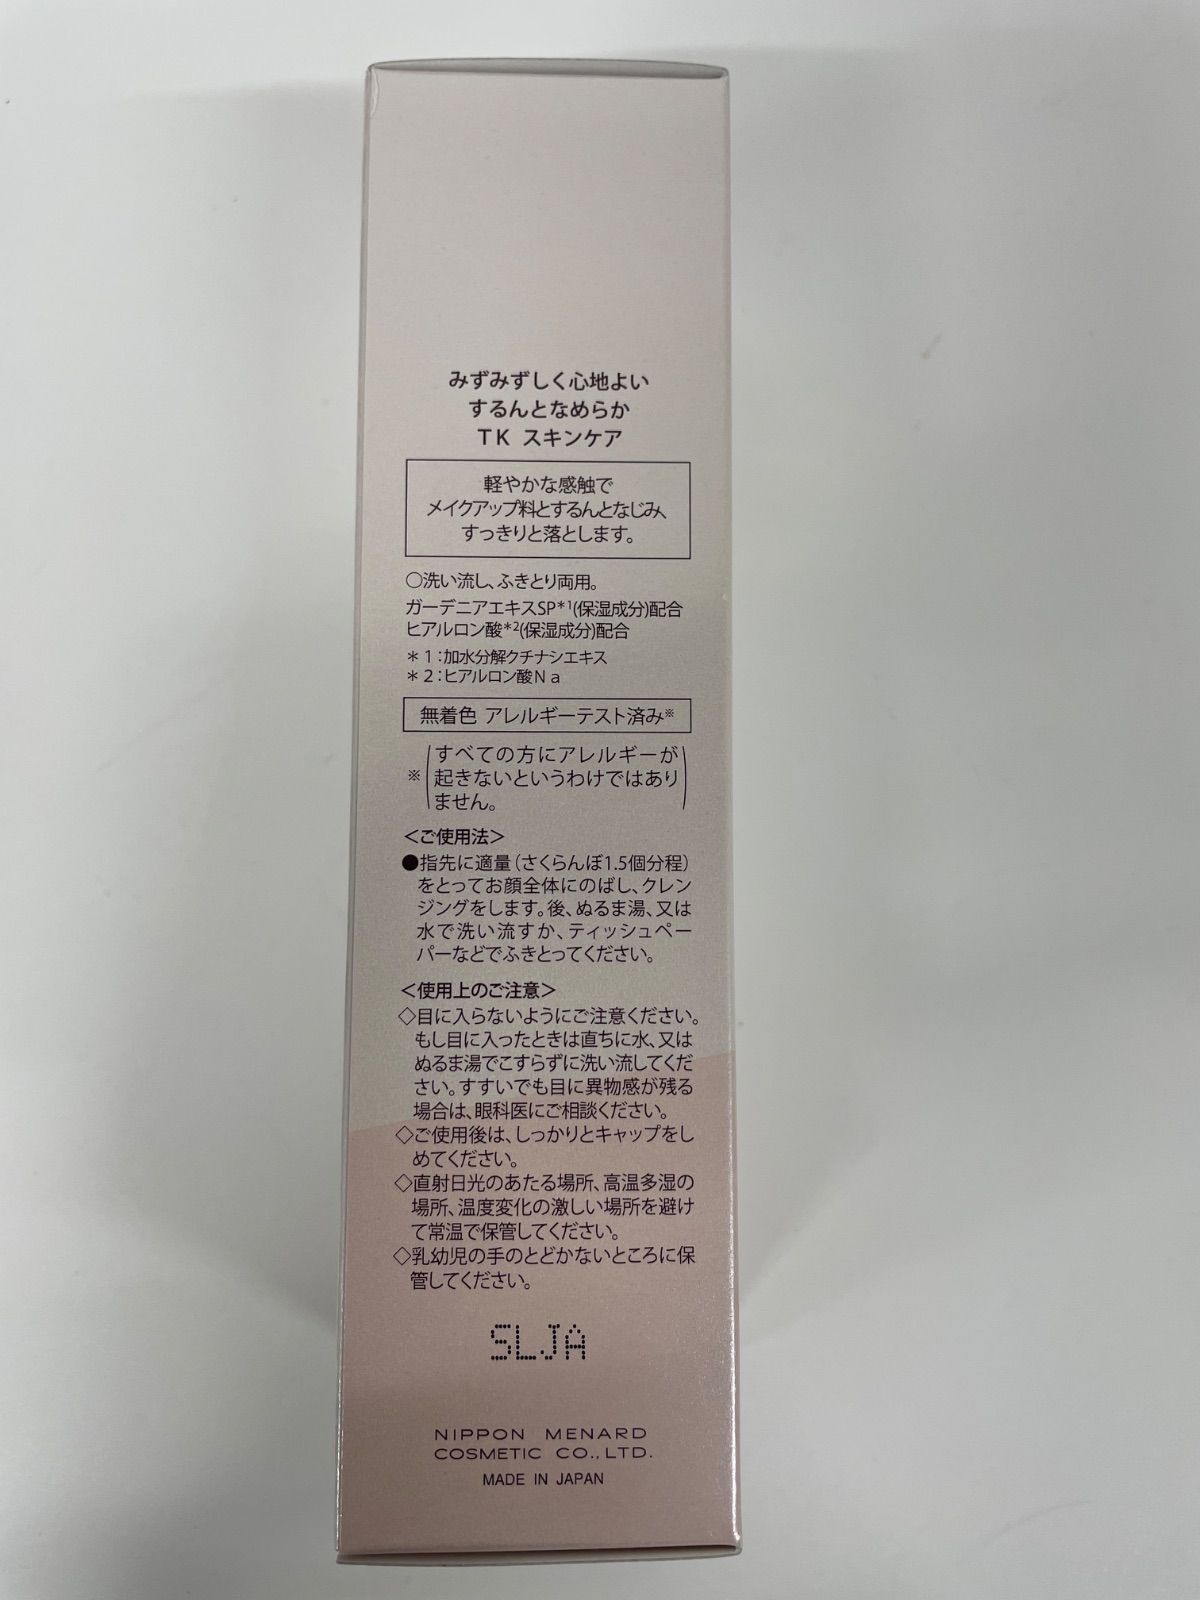 みずみずしく心地よい
するんとなめらか
TK スキンケア
軽やかな感触で
メイクアップ料とするんとなじみ、
すっきりと落とします。
○洗い流し、ふきとり両用。
ガーデニアエキスSP*1(保湿成分)配合
ヒアルロン酸*2(保湿成分)配合
＊1：加水分解クチナシエキス
＊2：ヒアルロン酸Na
無着色 アレルギーテスト済み※
※(すべての方にアレルギーが
起きないというわけではあり
ません。)
＜ご使用法＞
●指先に適量（さくらんぼ1.5個分程）
をとってお顔全体にのばし、クレン
ジングをします。後、ぬるま湯、又は
水で洗い流すか、ティッシュペー
パーなどでふきとってください。
＜使用上のご注意＞
◇目に入らないようにご注意ください。
もし目に入ったときは直ちに水、又は
ぬるま湯でこすらずに洗い流してくだ
さい。すすいでも目に異物感が残る
場合は、眼科医にご相談ください。
◇ご使用後は、しっかりとキャップをし
めてください。
◇直射日光のあたる場所、高温多湿の
場所、温度変化の激しい場所を避け
て常温で保管してください。
◇乳幼児の手のとどかないところに保
管してください。
SLJA
NIPPON MENARD
COSMETIC CO.,LTD.
MADE IN JAPAN